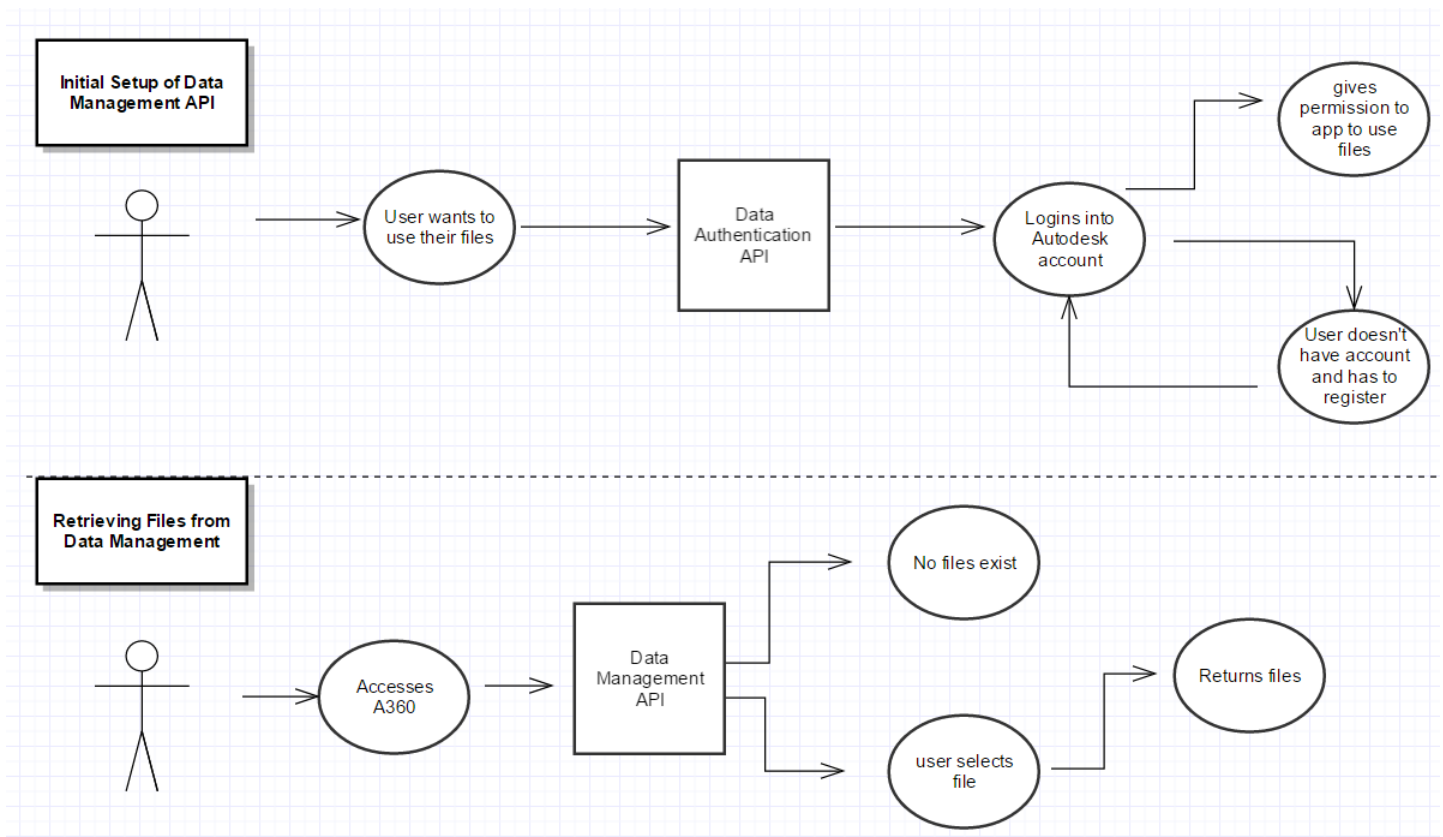 Initial Setup of Data
Management API
gives
permission to
app to use
files
User wants to
use their files
Data
Authentication
API
Logins into
Autodesk
account
User doesn't
have account
and has to
register
Retrieving Files from
Data Management
No files exist
Accesses
A360
Data
Management
API
Returns files
user selects
file